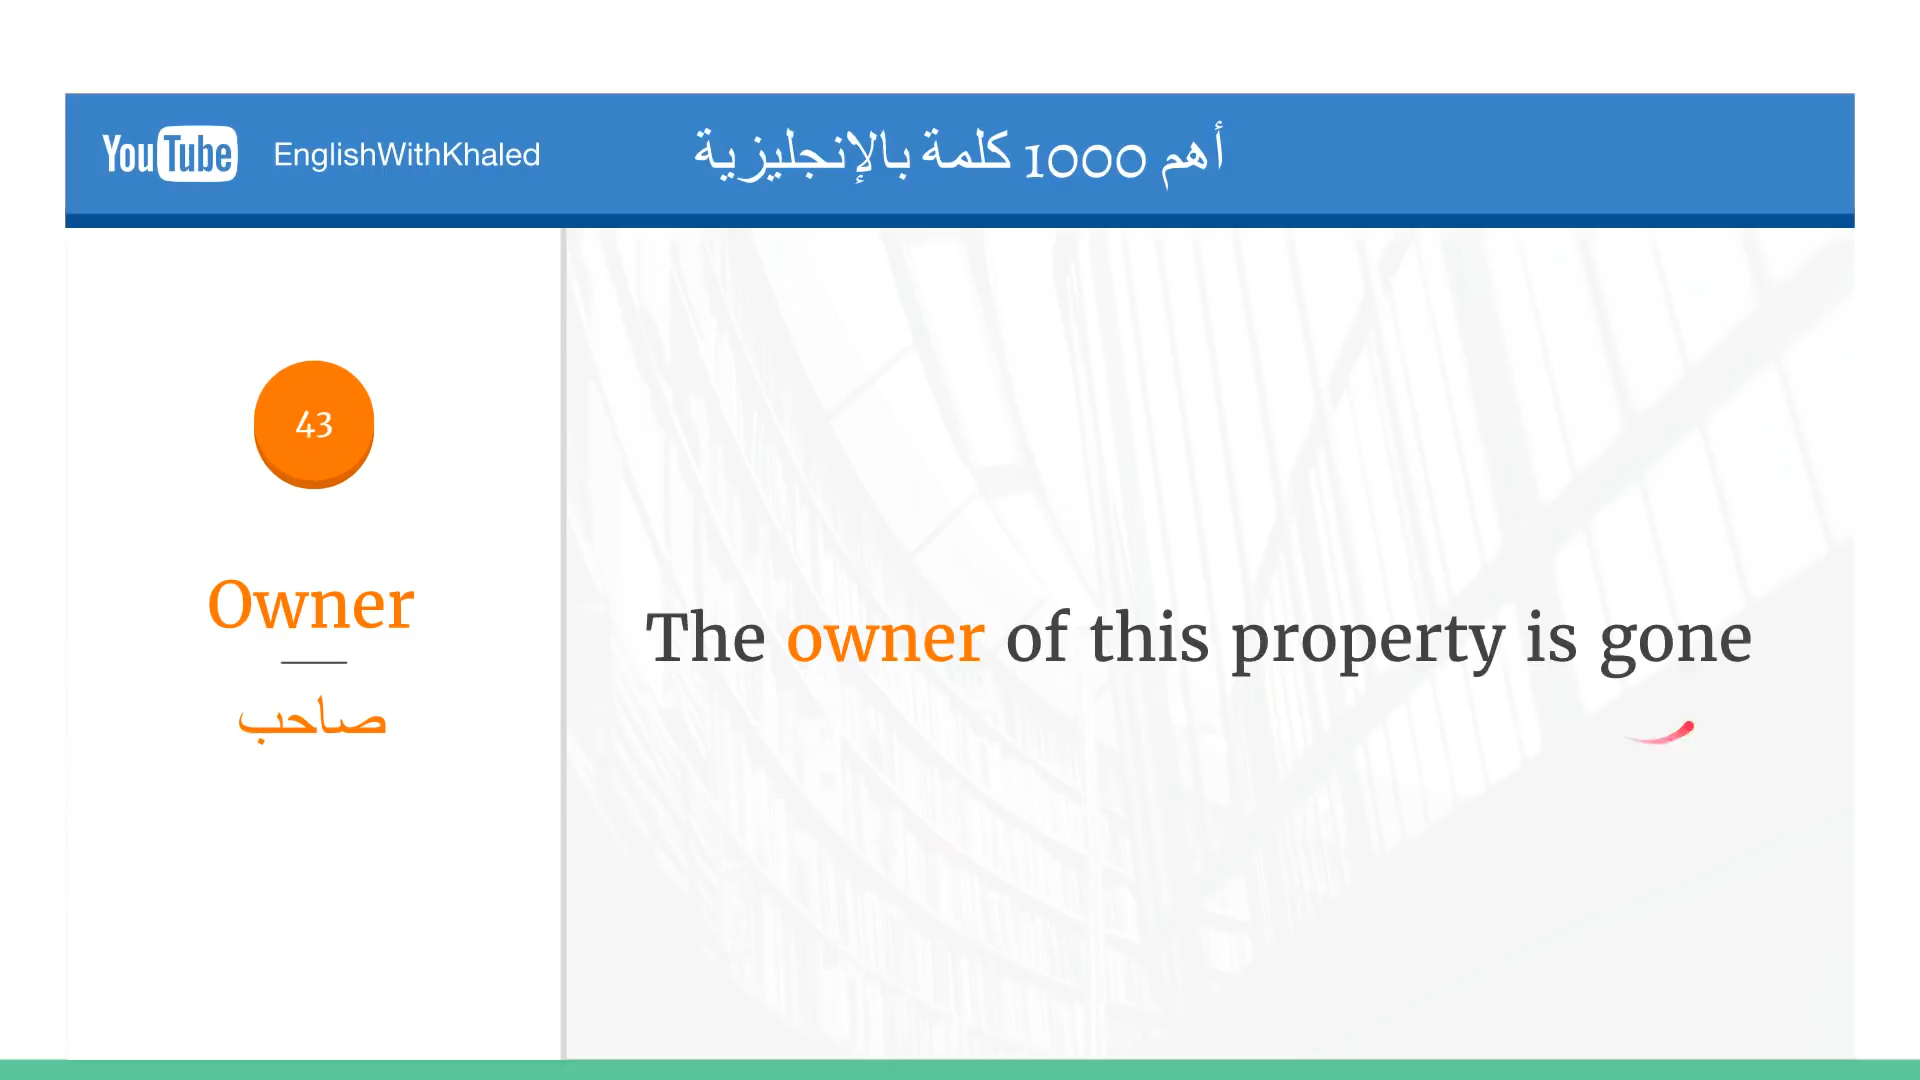 YouTube EnglishWithKhaled
أهم 1000 كلمة بالإنجليزية
43
Owner
صاحب
The owner of this property is gone